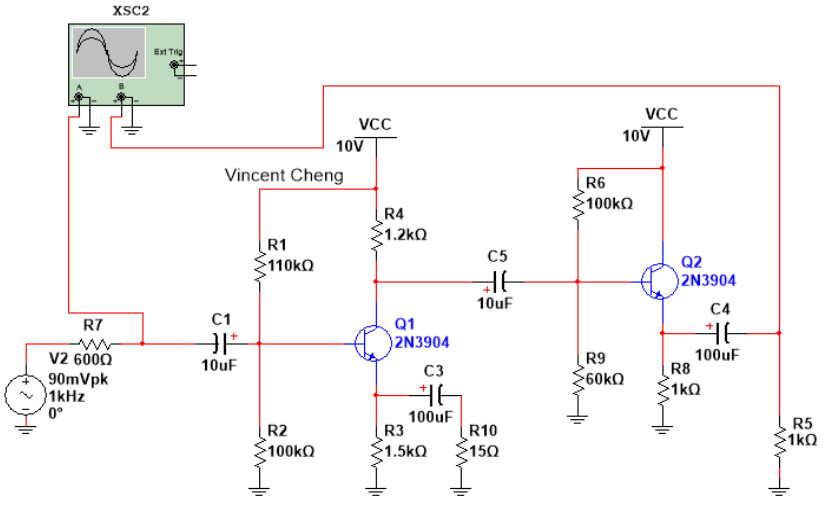 XSC2
Ext Trig
A
B
VCC
10V
VCC
10V
Vincent Cheng
R4
1.2kΩ
R6
100kΩ
R1
110kΩ
C5
10uF
Q2
2N3904
C1
10uF
Q1
2N3904
C4
100uF
R7
600Ω
V2
90mVpk
1kHz
0°
C3
100uF
R9
60kΩ
R8
1kΩ
R2
100kΩ
R3
1.5kΩ
R10
15Ω
R5
1kΩ